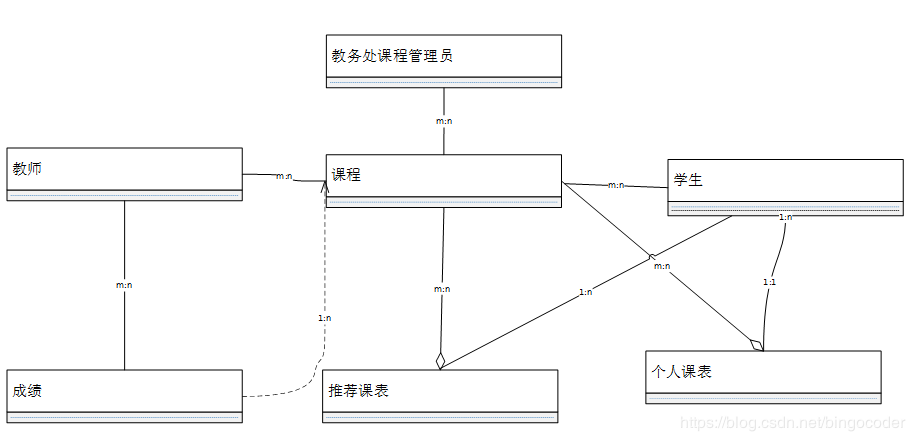 教务处课程管理员
m:n
教师
m:n
课程
m:n
学生
1:n
m:n
m:n
m:n
1:n
1:1
1:n
成绩
推荐课表
个人课表
https://blog.csdn.net/bingocoder